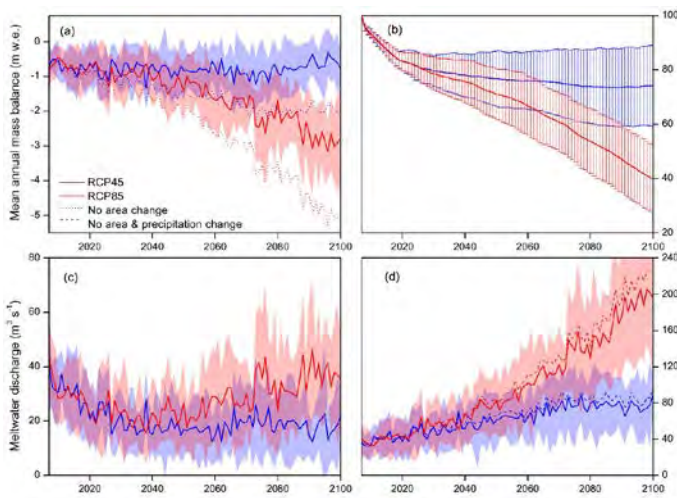 (a)
(b)
Mean annual mass balance (m w.e.)
0
-1
-2
-3
-4
-5
RCP45
RCP85
No area change
No area & precipitation change
100
80
60
40
20
2020 2040 2060 2080 2100
2020 2040 2060 2080 2100
(c)
(d)
Meltwater discharge (m³ s⁻¹)
80
60
40
20
0
240
200
160
120
80
40
0
2020 2040 2060 2080 2100
2020 2040 2060 2080 2100